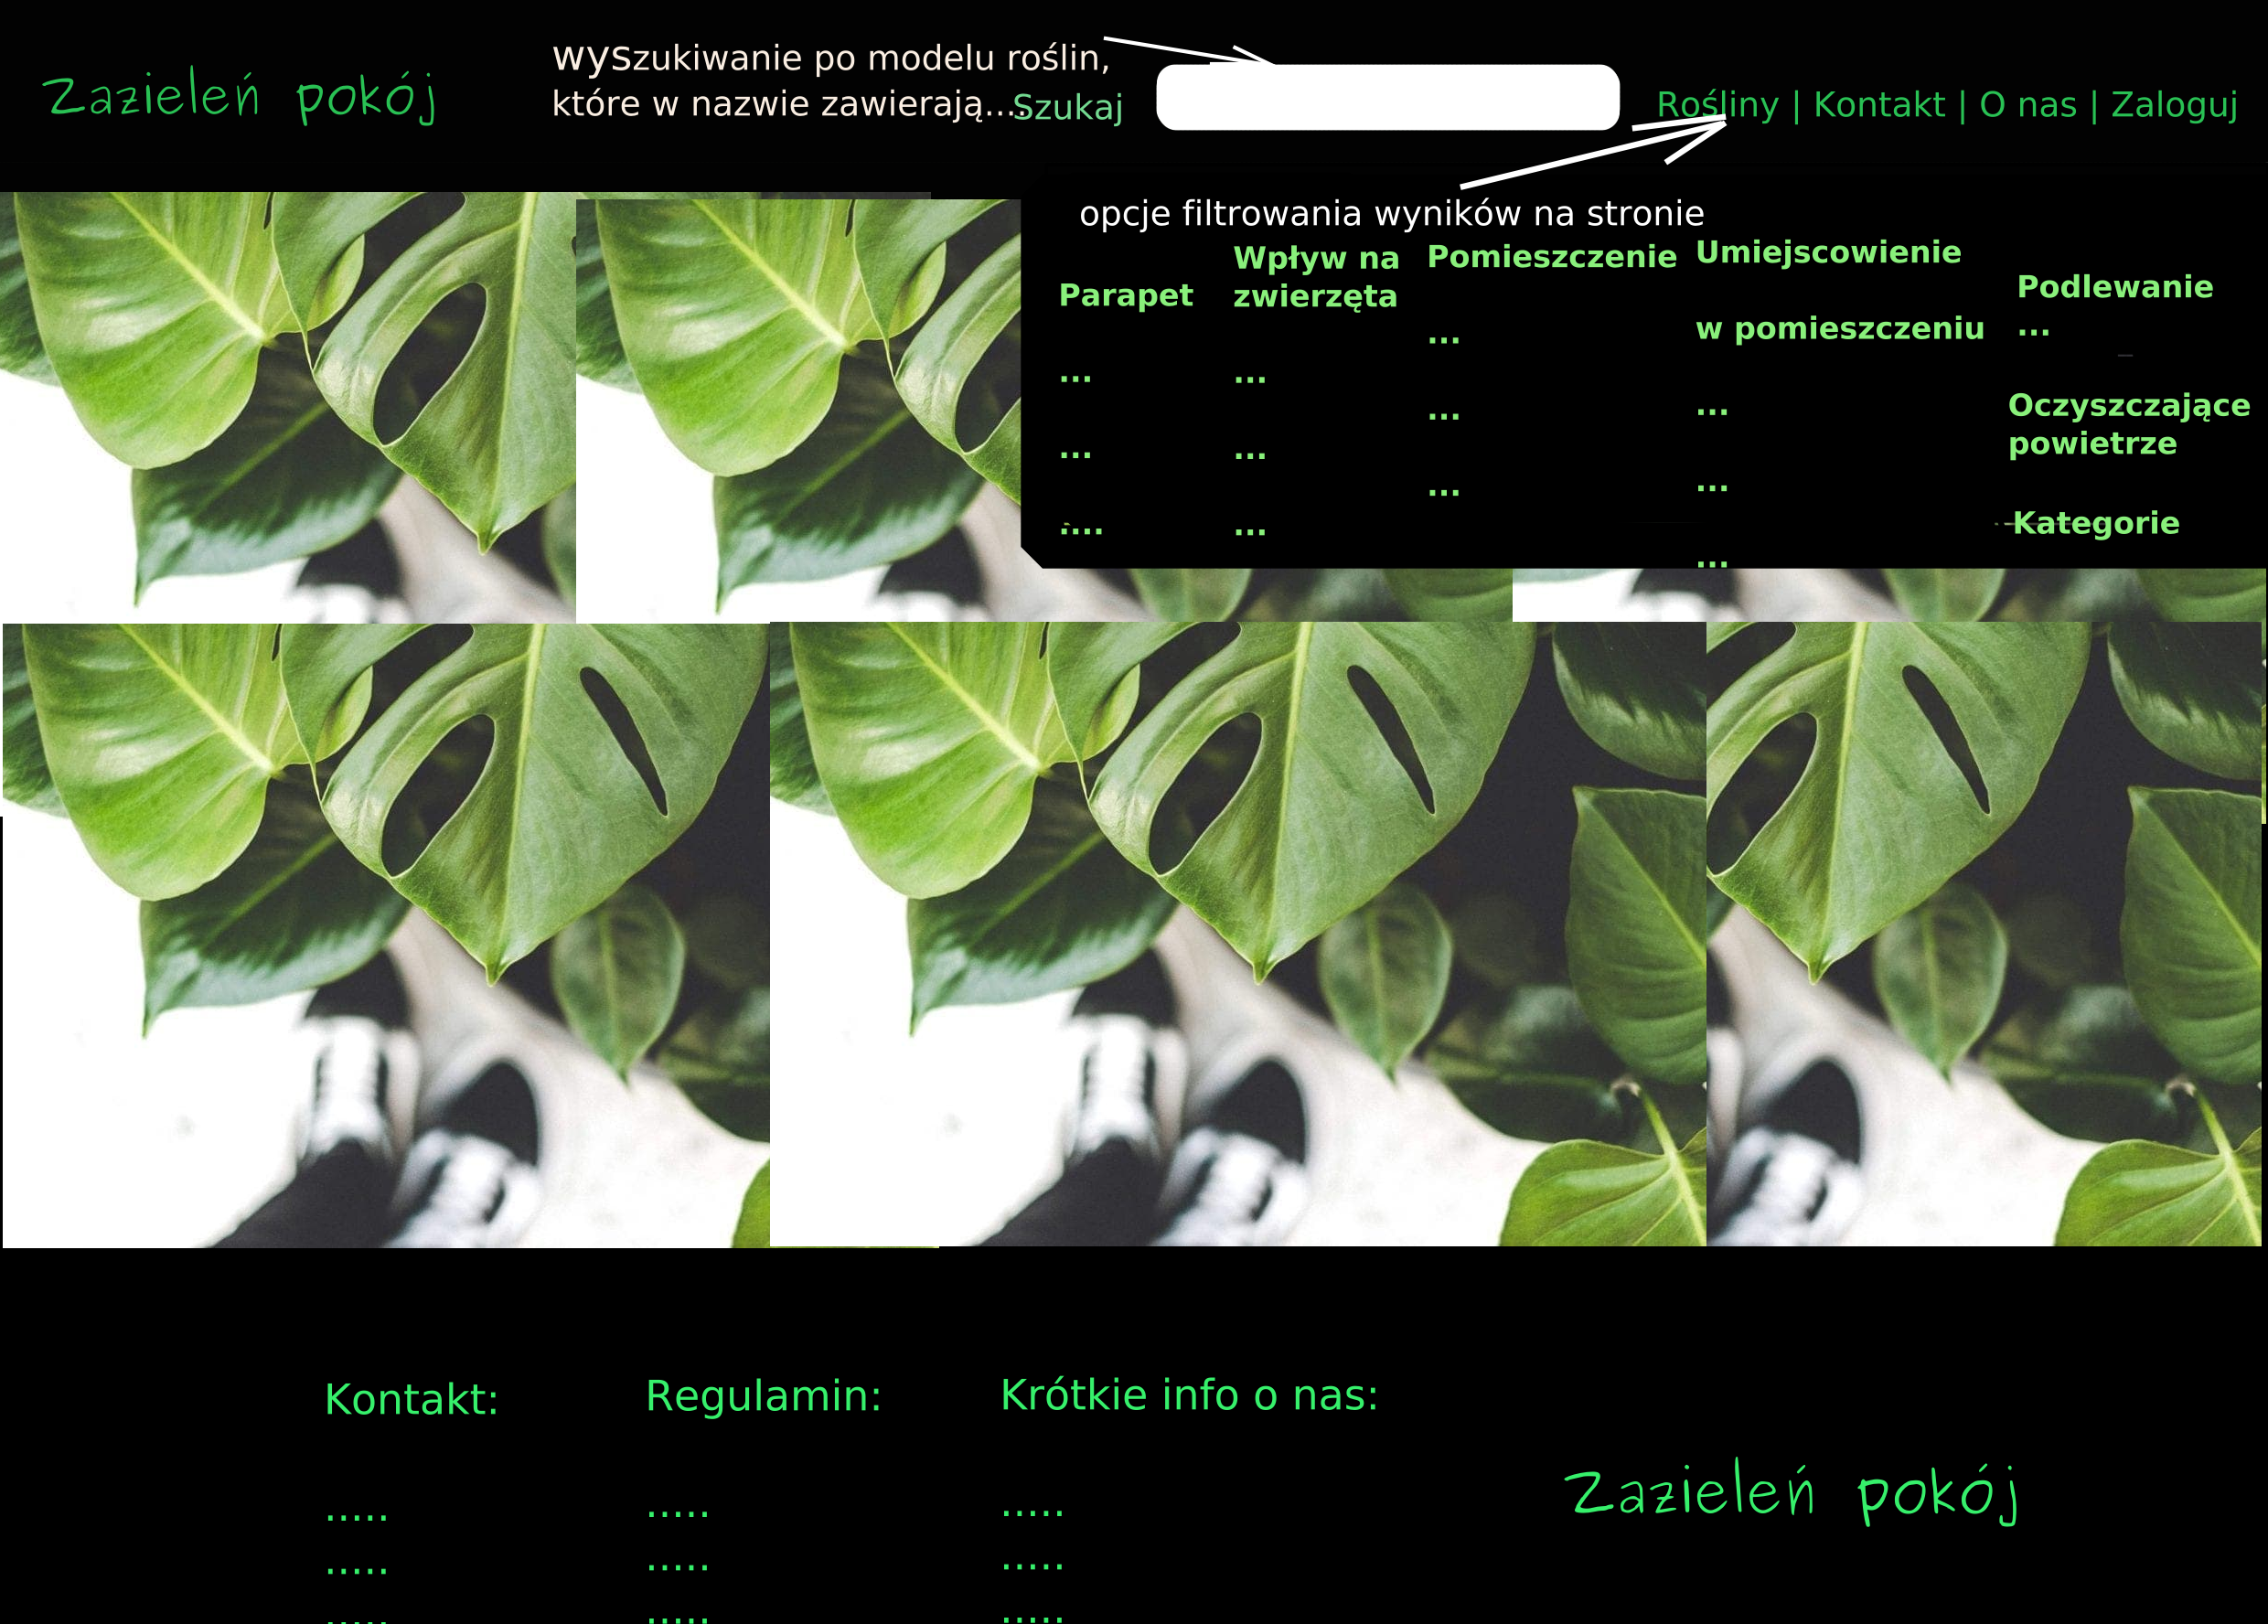 Zazieleń pokój
wyszukiwanie po modelu roślin,
które w nazwie zawierają....
Szukaj
Rośliny | Kontakt | O nas | Zaloguj
opcje filtrowania wyników na stronie
Parapet
...
...
....
Wpływ na
zwierzęta
...
...
...
Pomieszczenie
...
...
...
Umiejscowienie
w pomieszczeniu
...
...
...
Podlewanie
...
Oczyszczające
powietrze
Kategorie
Kontakt:
.....
.....
.....
Regulamin:
.....
.....
.....
Krótkie info o nas:
.....
.....
.....
Zazieleń pokój